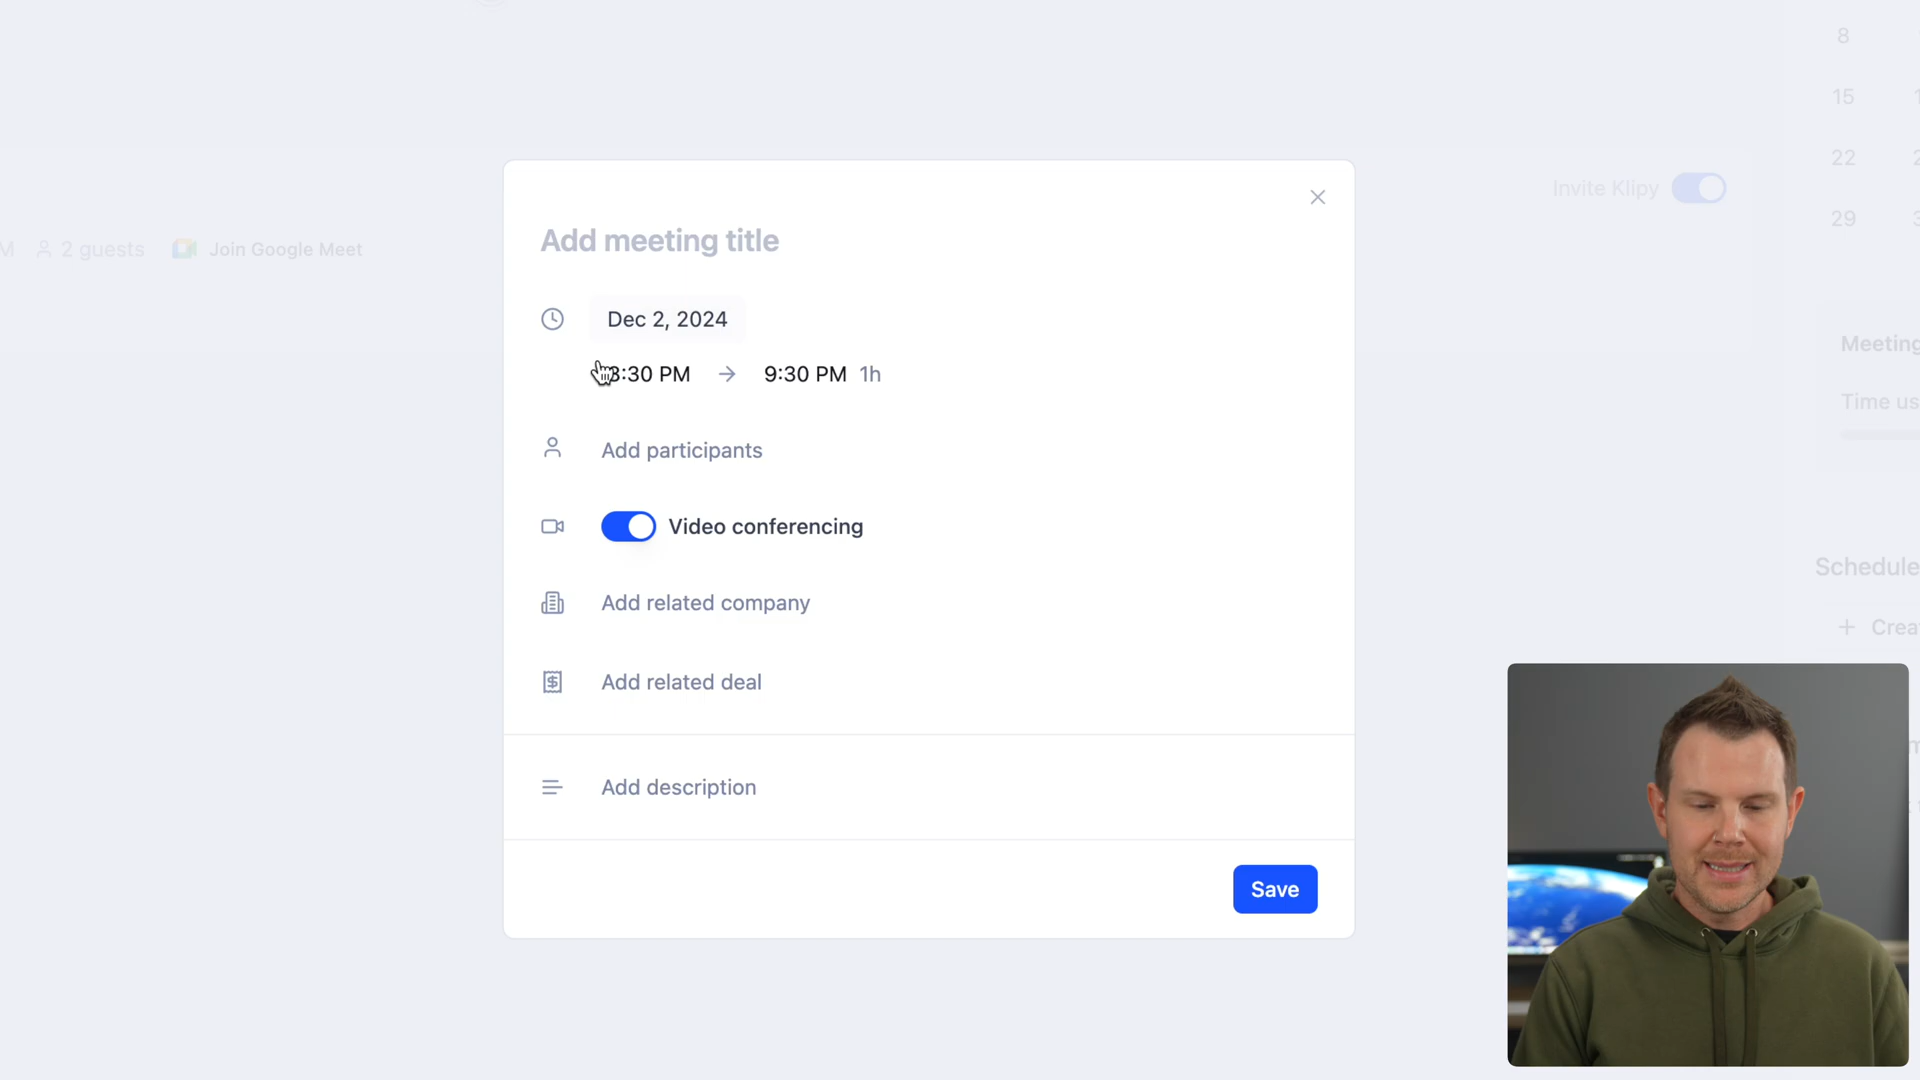 8
15
22
29
Invite Klipy
M 2 guests Join Google Meet
Add meeting title
Dec 2, 2024
:30 PM → 9:30 PM 1h
Add participants
Video conferencing
Add related company
Add related deal
Add description
Save
Meeting
Time us
Schedule
+ Crea